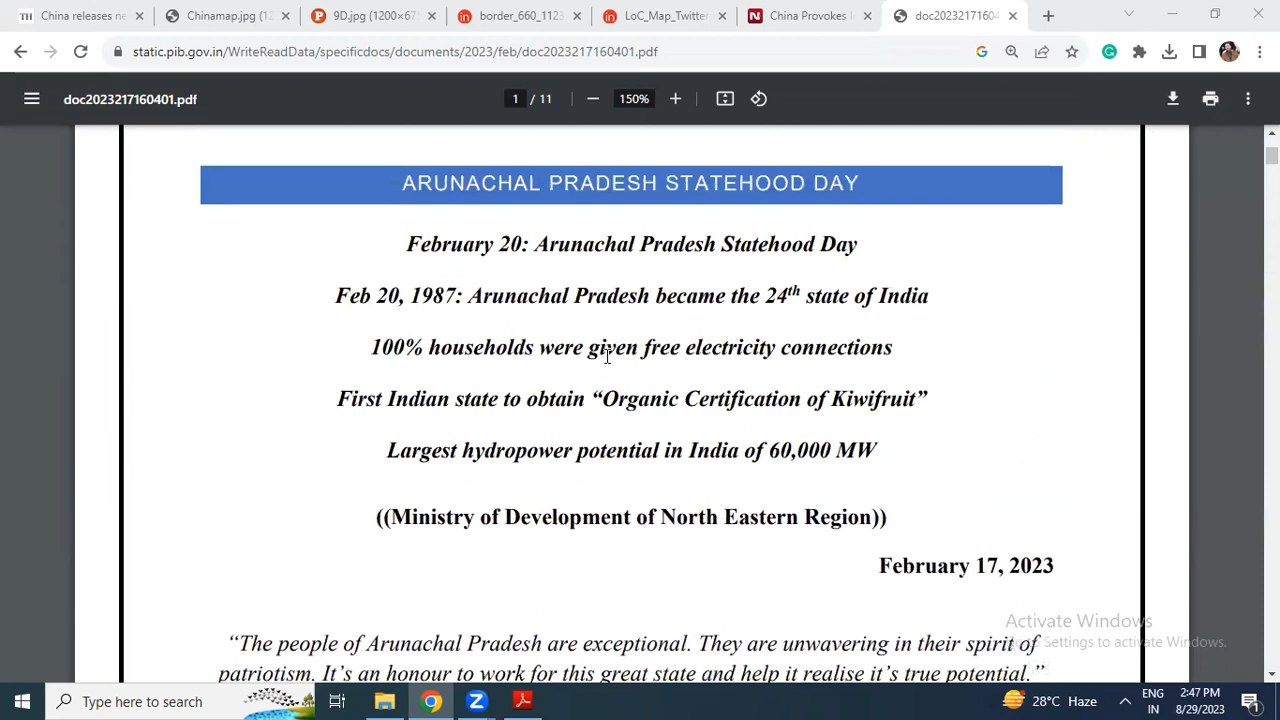 China releases ne
Chinamap.jpg (12
9D.jpg (1200×67
border_660_1123
LoC_Map_Twitter
China Provokes I
doc2023217160401
static.pib.gov.in/WriteReadData/specificdocs/documents/2023/feb/doc2023217160401.pdf
doc2023217160401.pdf
1 / 11
150%
ARUNACHAL PRADESH STATEHOOD DAY
February 20: Arunachal Pradesh Statehood Day
Feb 20, 1987: Arunachal Pradesh became the 24th state of India
100% households were given free electricity connections
First Indian state to obtain “Organic Certification of Kiwifruit”
Largest hydropower potential in India of 60,000 MW
((Ministry of Development of North Eastern Region))
February 17, 2023
“The people of Arunachal Pradesh are exceptional. They are unwavering in their spirit of
patriotism. It’s an honour to work for this great state and help it realise it’s true potential.”
Activate Windows
Go to Settings to activate Windows.
Type here to search
28°C Haze
ENG
IN
2:47 PM
8/29/2023